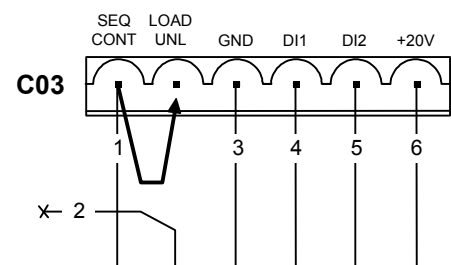 SEQ CONT
LOAD UNL
GND
DI1
DI2
+20V
C03
1
3
4
5
6
2